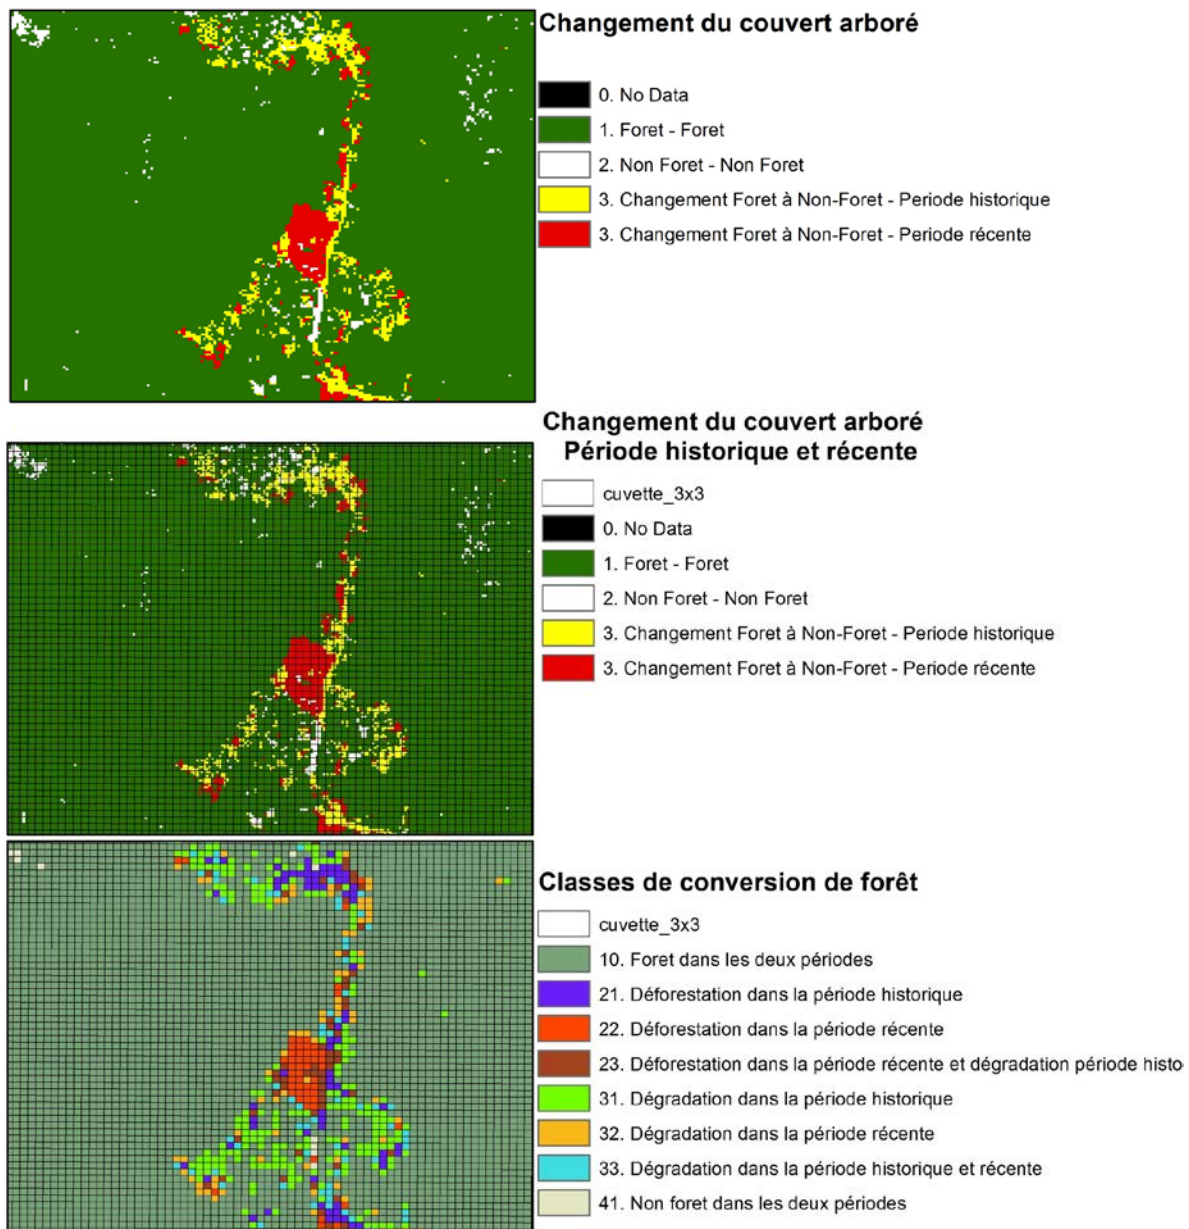 Changement du couvert arboré
0. No Data
1. Foret - Foret
2. Non Foret - Non Foret
3. Changement Foret à Non-Foret - Periode historique
3. Changement Foret à Non-Foret - Periode récente
Changement du couvert arboré
Période historique et récente
cuvette_3x3
0. No Data
1. Foret - Foret
2. Non Foret - Non Foret
3. Changement Foret à Non-Foret - Periode historique
3. Changement Foret à Non-Foret - Periode récente
Classes de conversion de forêt
cuvette_3x3
10. Foret dans les deux périodes
21. Déforestation dans la période historique
22. Déforestation dans la période récente
23. Déforestation dans la période récente et dégradation période histo
31. Dégradation dans la période historique
32. Dégradation dans la période récente
33. Dégradation dans la période historique et récente
41. Non foret dans les deux périodes